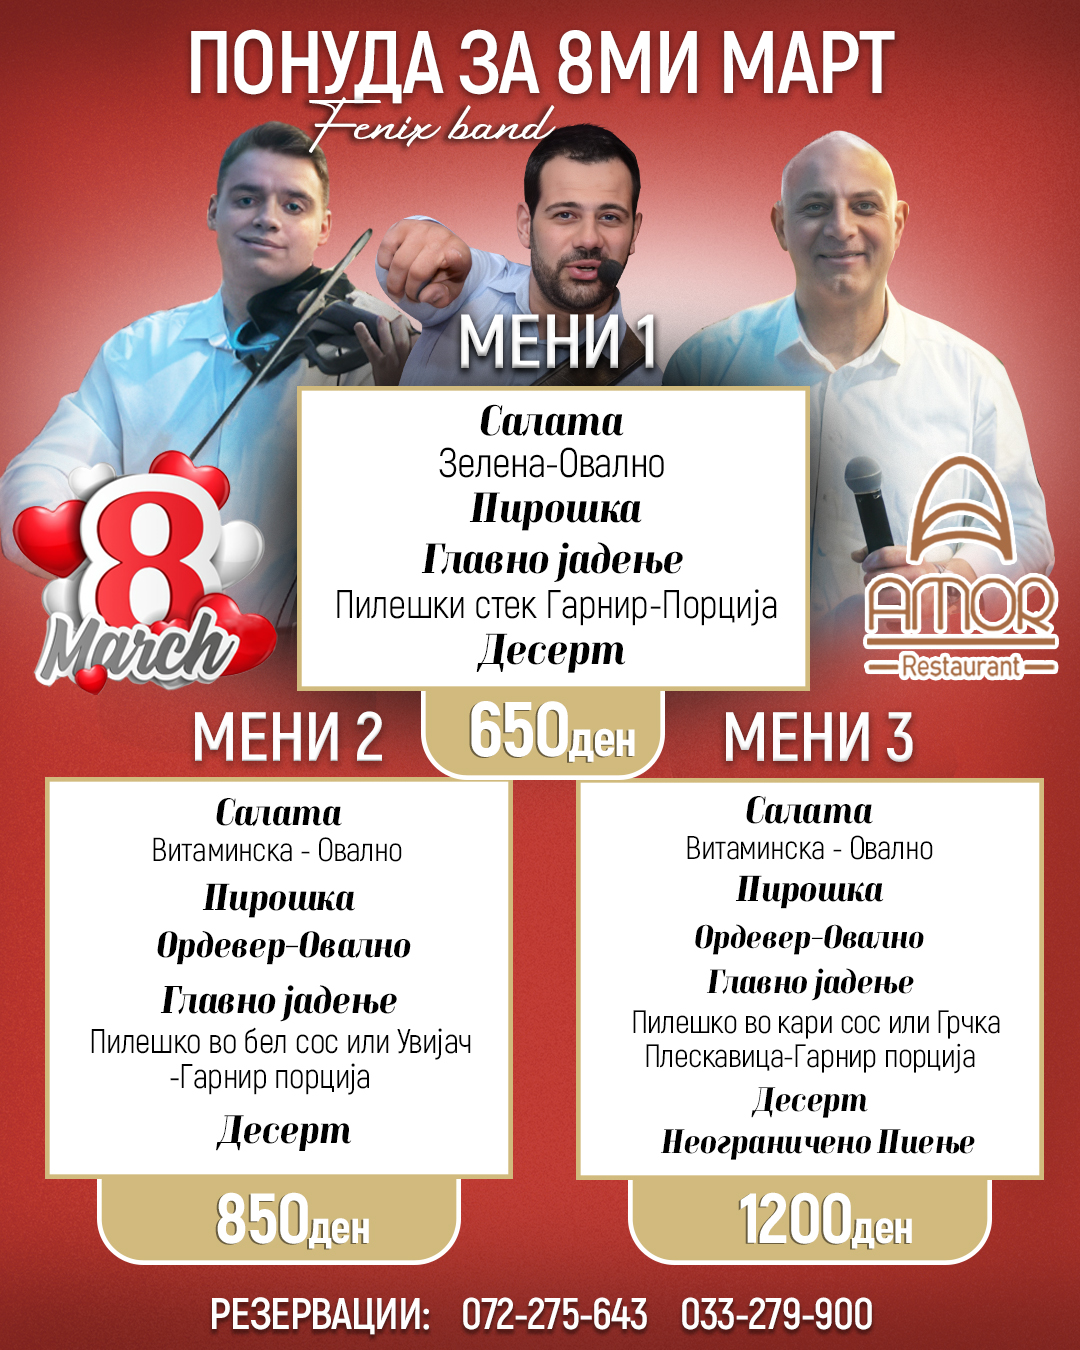 ПОНУДА ЗА 8МИ МАРТ
Fenix band
МЕНИ 1
Салата
Зелена-Овално
Пирошка
Главно јадење
Пилешки стек Гарнир-Порција
Десерт
650ден
8
March
AMOR
Restaurant
МЕНИ 2
Салата
Витаминска - Овално
Пирошка
Ордевер-Овално
Главно јадење
Пилешко во бел сос или Увијач
-Гарнир порција
Десерт
850ден
МЕНИ 3
Салата
Витаминска - Овално
Пирошка
Ордевер-Овално
Главно јадење
Пилешко во кари сос или Грчка
Плескавица-Гарнир порција
Десерт
Неограничено Пиење
1200ден
РЕЗЕРВАЦИИ: 072-275-643 033-279-900